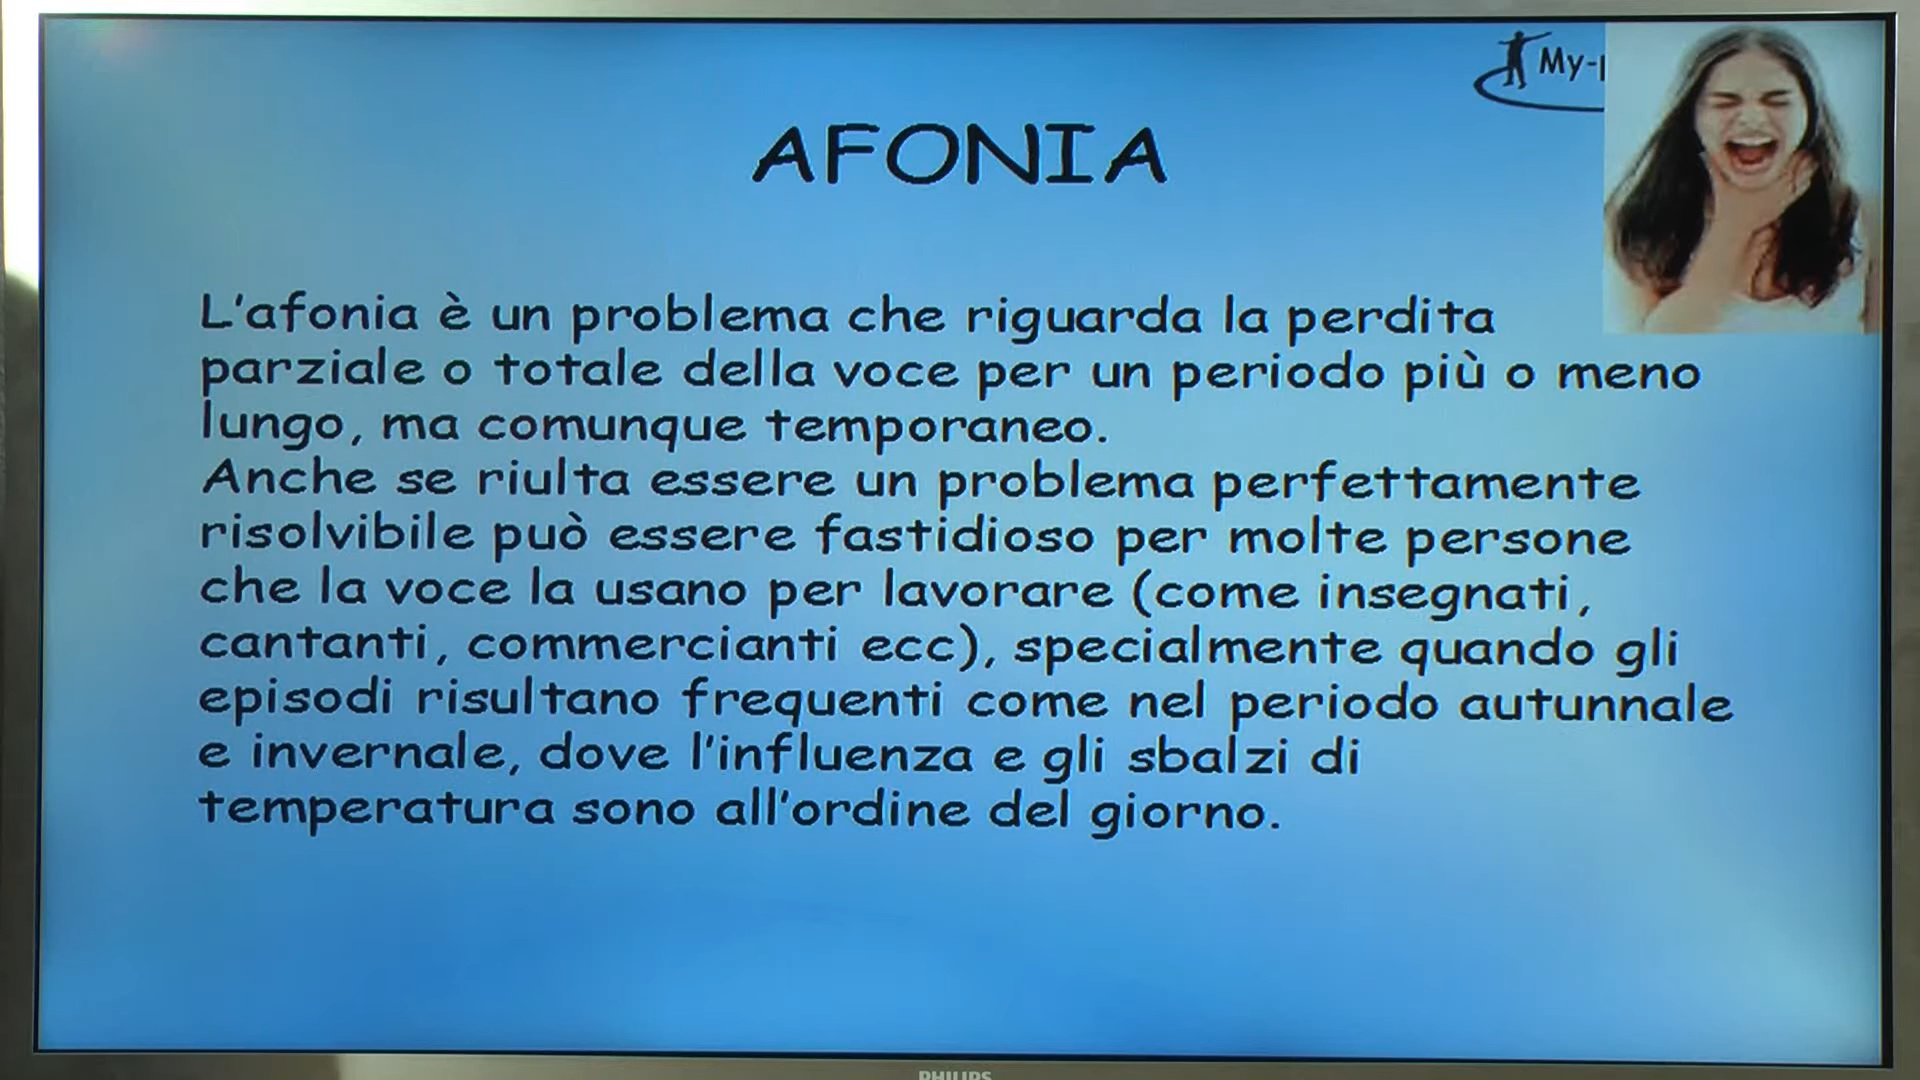 My-
AFONIA
L'afonia è un problema che riguarda la perdita
parziale o totale della voce per un periodo più o meno
lungo, ma comunque temporaneo.
Anche se riulta essere un problema perfettamente
risolvibile può essere fastidioso per molte persone
che la voce la usano per lavorare (come insegnati,
cantanti, commercianti ecc), specialmente quando gli
episodi risultano frequenti come nel periodo autunnale
e invernale, dove l'influenza e gli sbalzi di
temperatura sono all'ordine del giorno.
PHILIPS